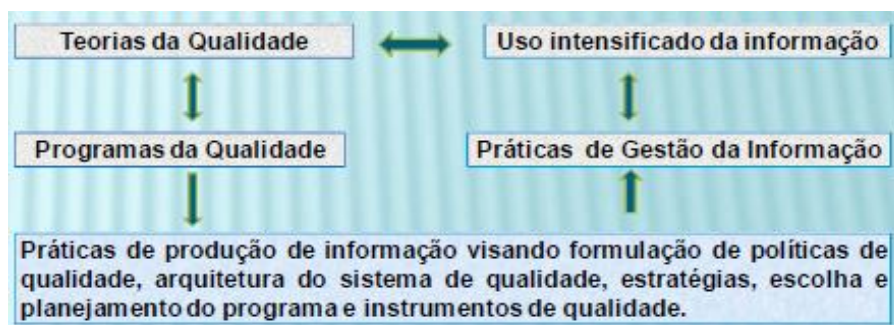 Teorias da Qualidade
Uso intensificado da informação
Programas da Qualidade
Práticas de Gestão da Informação
Práticas de produção de informação visando formulação de políticas de
qualidade, arquitetura do sistema de qualidade, estratégias, escolha e
planejamento do programa e instrumentos de qualidade.